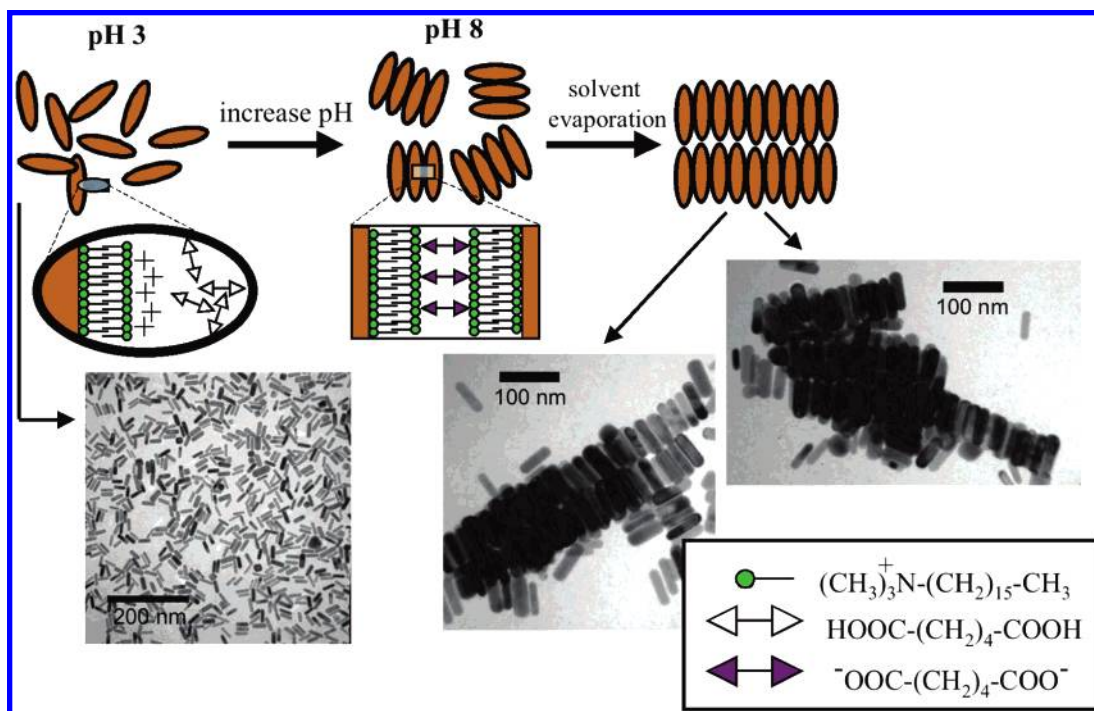 pH 3
pH 8
increase pH
solvent
evaporation
+ + + + +
100 nm
100 nm
200 nm
(CH3)3N+-(CH2)15-CH3
HOOC-(CH2)4-COOH
-OOC-(CH2)4-COO-